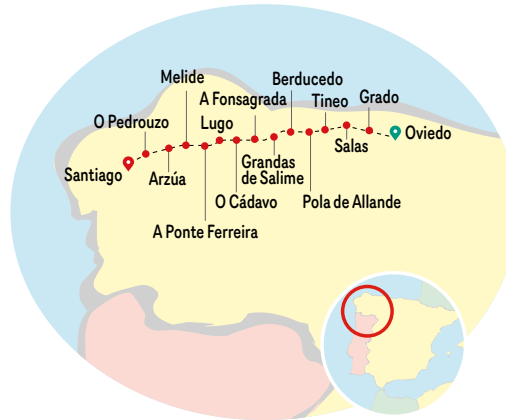 Melide
Berducedo
A Fonsagrada
Tineo
Grado
O Pedrouzo
Lugo
Oviedo
Salas
Santiago
Arzúa
Grandas
de Salime
O Cádavo
Pola de Allande
A Ponte Ferreira